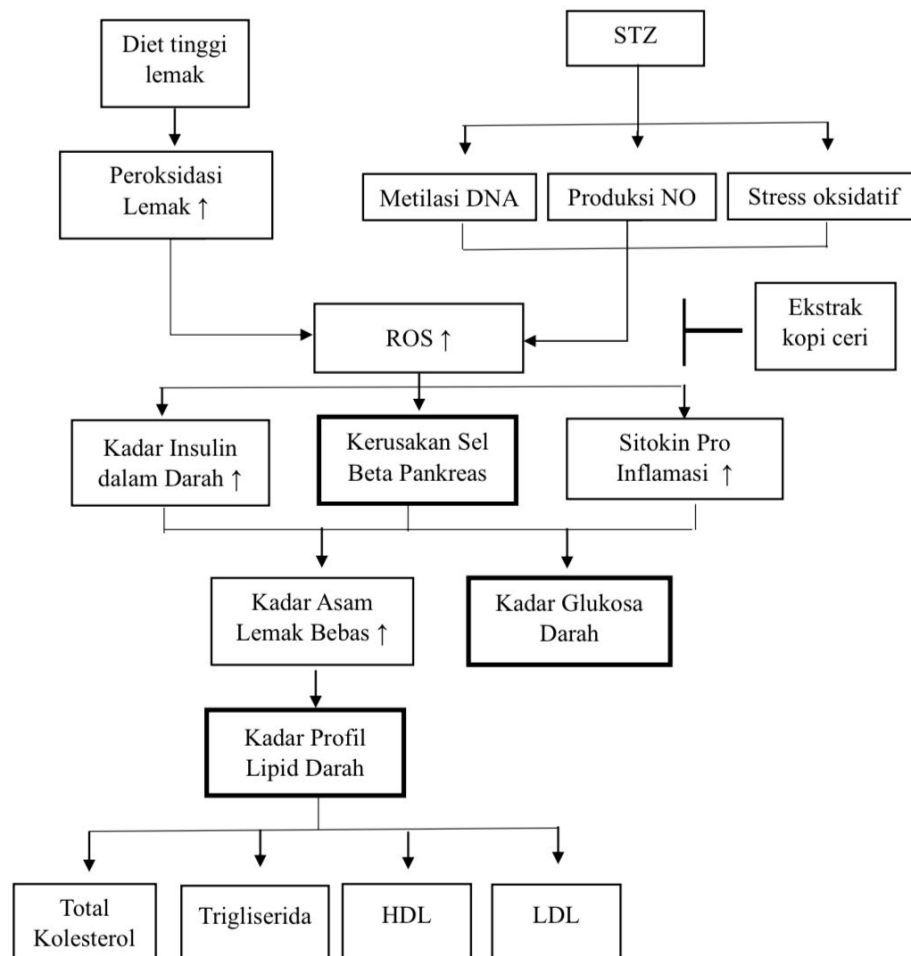 Diet tinggi
lemak
STZ
Peroksidasi
Lemak ↑
Metilasi DNA
Produksi NO
Stress oksidatif
Ekstrak
kopi ceri
ROS ↑
Kadar Insulin
dalam Darah ↑
Kerusakan Sel
Beta Pankreas
Sitokin Pro
Inflamasi ↑
Kadar Asam
Lemak Bebas ↑
Kadar Glukosa
Darah
Kadar Profil
Lipid Darah
Total
Kolesterol
Trigliserida
HDL
LDL